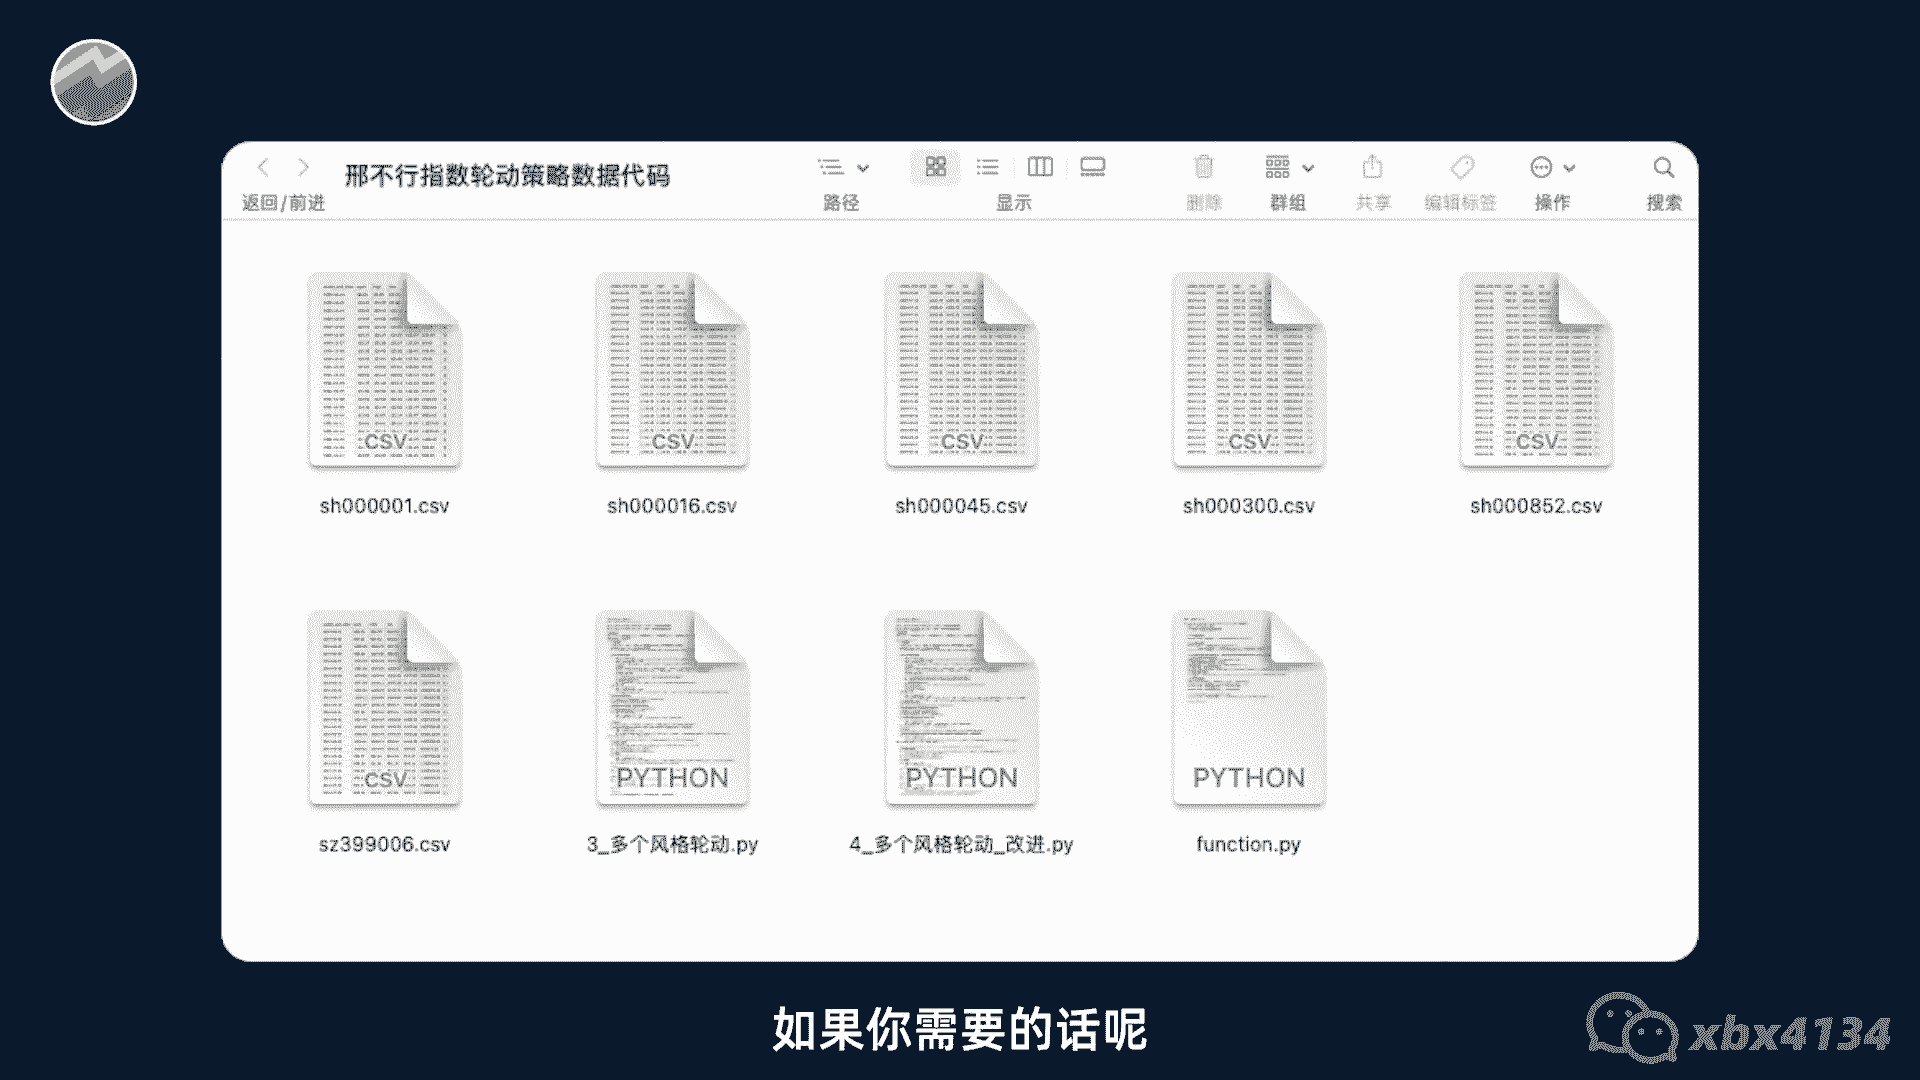 邢不行指数轮动策略数据代码
返回/前进 路径 显示 删除 群组 共享 编辑标签 操作 搜索
CSV CSV CSV CSV CSV
sh000001.csv sh000016.csv sh000045.csv sh000300.csv sh000852.csv
CSV PYTHON PYTHON PYTHON
sz399006.csv 3_多个风格轮动.py 4_多个风格轮动_改进.py function.py
如果你需要的话呢
xbx4134